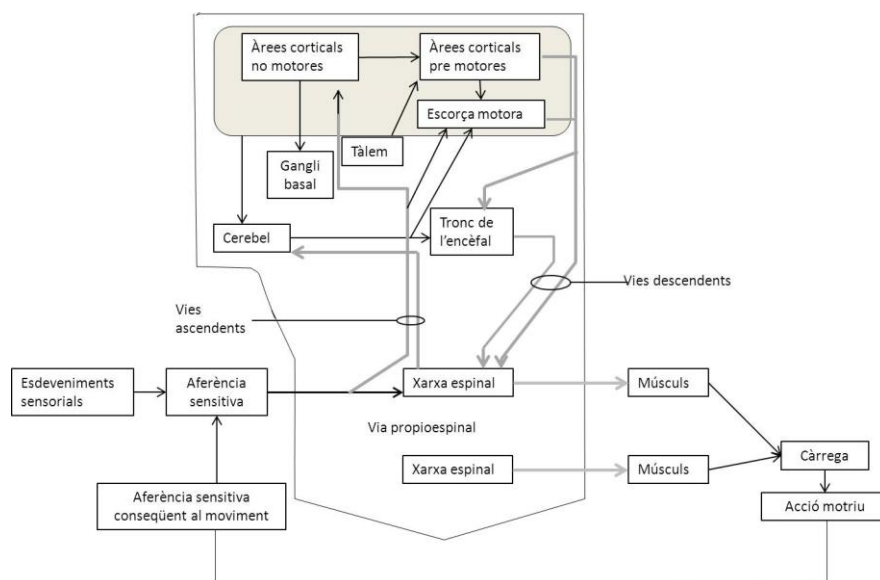 Àrees corticals
no motores
Àrees corticals
pre motores
Escorça motora
Tàlem
Gangli
basal
Cerebel
Tronc de
l'encèfal
Vies descendents
Vies
ascendents
Esdeveniments
sensorials
Aferència
sensitiva
Xarxa espinal
Músculs
Via propioespinal
Càrrega
Xarxa espinal
Músculs
Aferència sensitiva
conseqüent al moviment
Acció motriu